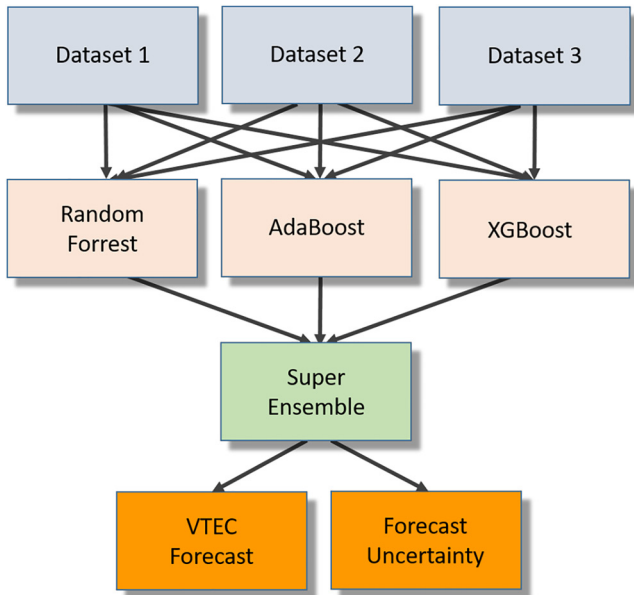 Dataset 1
Dataset 2
Dataset 3
Random
Forrest
AdaBoost
XGBoost
Super
Ensemble
VTEC
Forecast
Forecast
Uncertainty